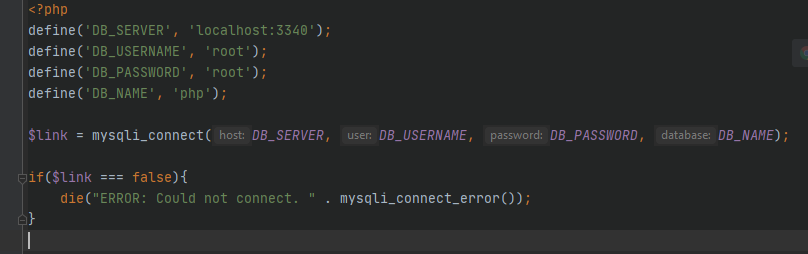 <?php
define('DB_SERVER', 'localhost:3340');
define('DB_USERNAME', 'root');
define('DB_PASSWORD', 'root');
define('DB_NAME', 'php');
$link = mysqli_connect( host: DB_SERVER, user: DB_USERNAME, password: DB_PASSWORD, database: DB_NAME);
if($link === false){
    die("ERROR: Could not connect. " . mysqli_connect_error());
}